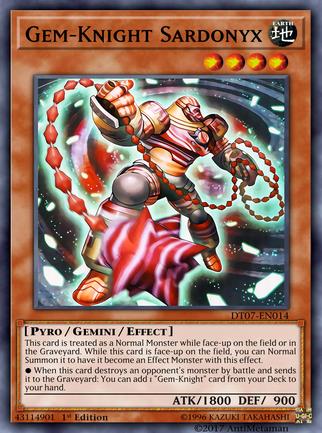 Gem-Knight Sardonyx
EARTH
地
DT07-EN014
[Pyro / Gemini / Effect]
This card is treated as a Normal Monster while face-up on the field or in
the Graveyard. While this card is face-up on the field, you can Normal
Summon it to have it become an Effect Monster with this effect.
● When this card destroys an opponent's monster by battle and sends
it to the Graveyard: You can add 1 "Gem-Knight" card from your Deck to
your hand.
ATK/1800 DEF/ 900
43114901 1st Edition ©1996 KAZUKI TAKAHASHI
©2017 AntiMetaman